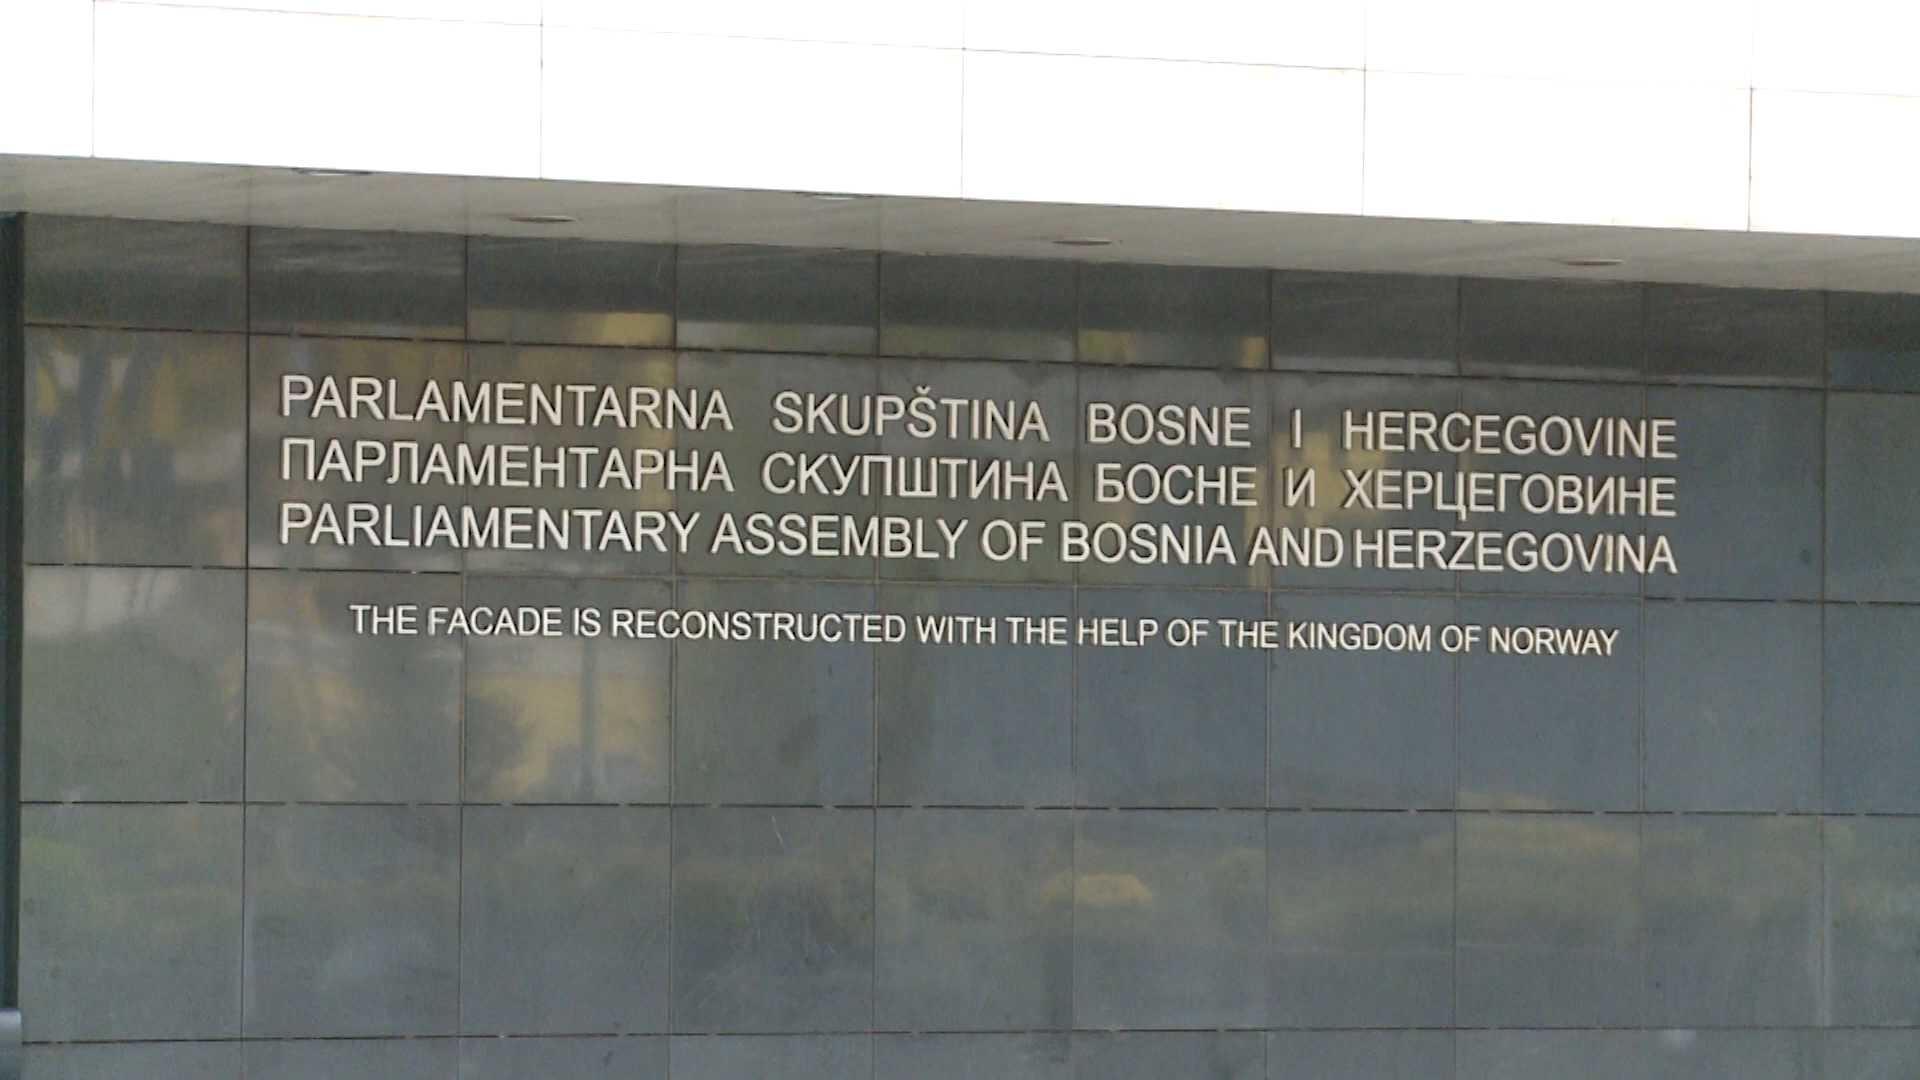 PARLAMENTARNA SKUPŠTINA BOSNE I HERCEGOVINE
ПАРЛАМЕНТАРНА СКУПШТИНА БОСНЕ И ХЕРЦЕГОВИНЕ
PARLIAMENTARY ASSEMBLY OF BOSNIA AND HERZEGOVINA
THE FACADE IS RECONSTRUCTED WITH THE HELP OF THE KINGDOM OF NORWAY